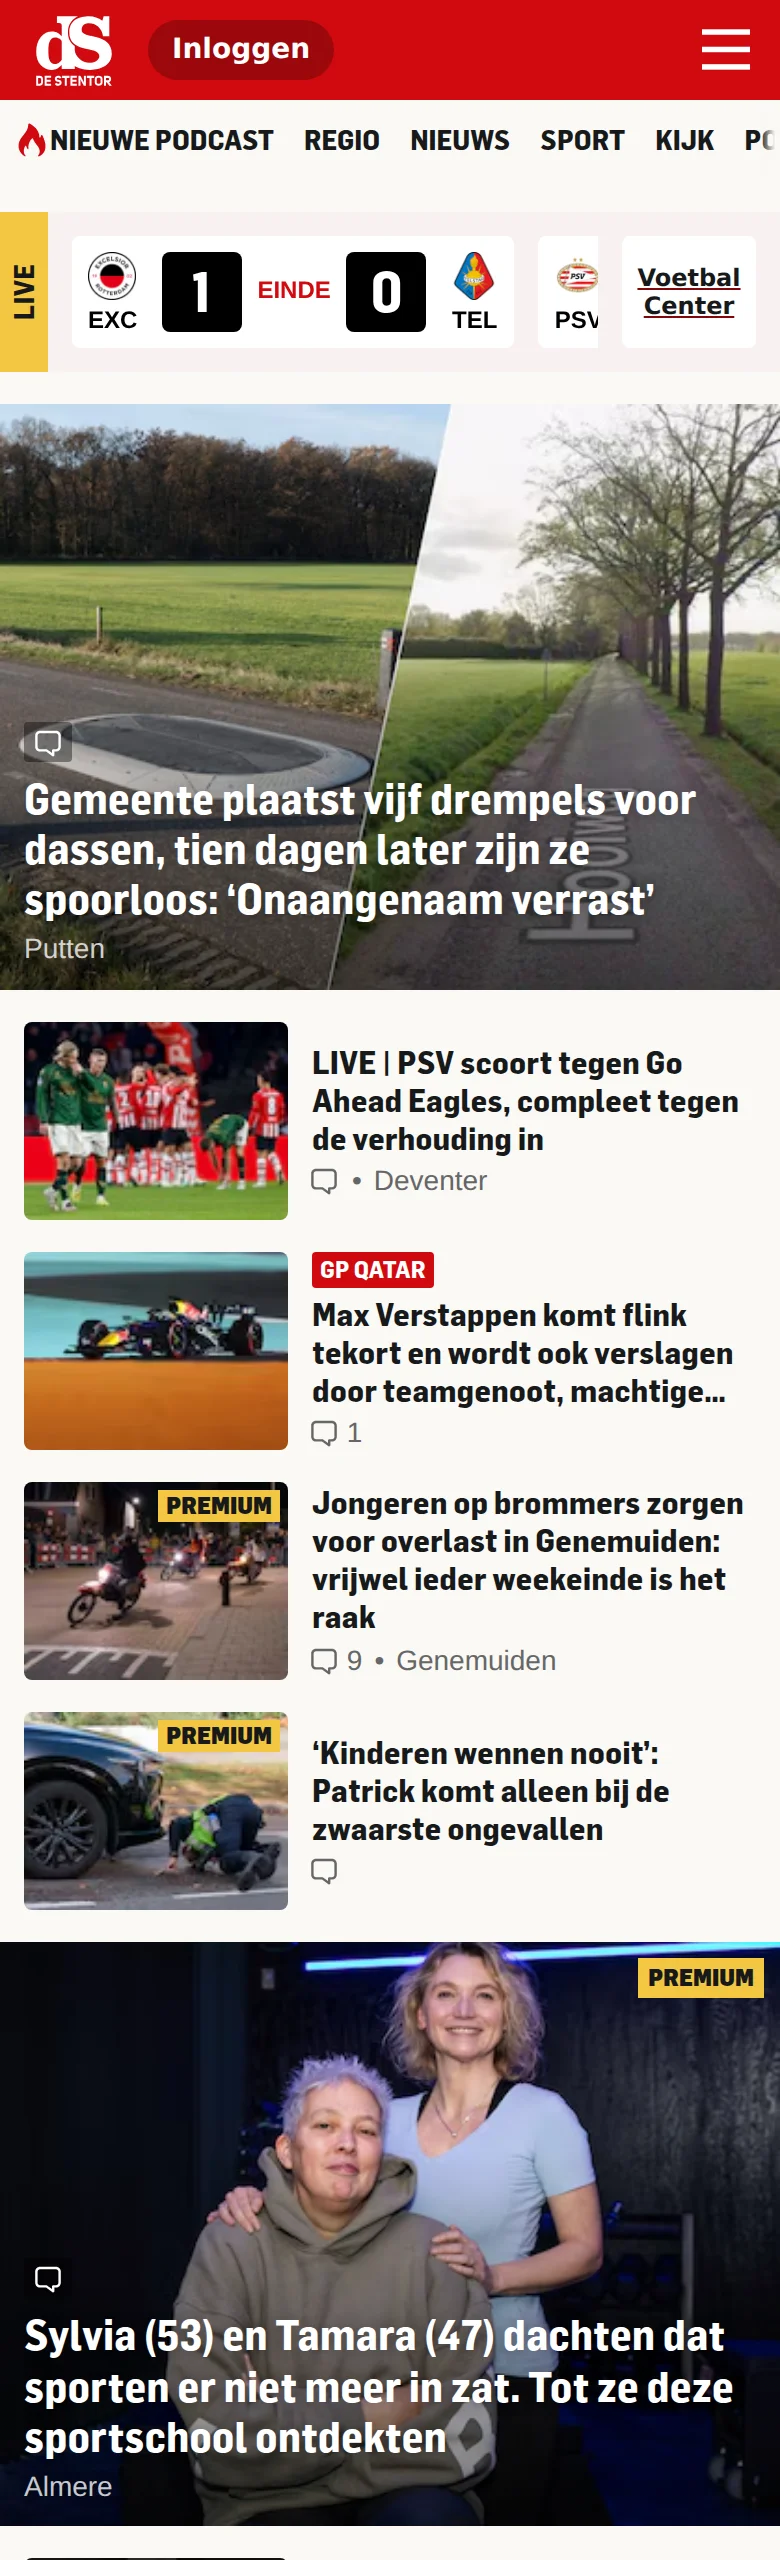 dS
DE STENTOR
Inloggen
NIEUWE PODCAST REGIO NIEUWS SPORT KIJK PO
LIVE
EXCELSIOR
ROTTERDAM
EXC
1
EINDE
0
TEL
PSV
PSV
Voetbal
Center
Gemeente plaatst vijf drempels voor
dassen, tien dagen later zijn ze
spoorloos: ‘Onaangenaam verrast’
Putten
LIVE | PSV scoort tegen Go
Ahead Eagles, compleet tegen
de verhouding in
• Deventer
GP QATAR
Max Verstappen komt flink
tekort en wordt ook verslagen
door teamgenoot, machtige...
1
PREMIUM
Jongeren op brommers zorgen
voor overlast in Genemuiden:
vrijwel ieder weekeinde is het
raak
9 • Genemuiden
PREMIUM
‘Kinderen wennen nooit’:
Patrick komt alleen bij de
zwaarste ongevallen
PREMIUM
Sylvia (53) en Tamara (47) dachten dat
sporten er niet meer in zat. Tot ze deze
sportschool ontdekten
Almere